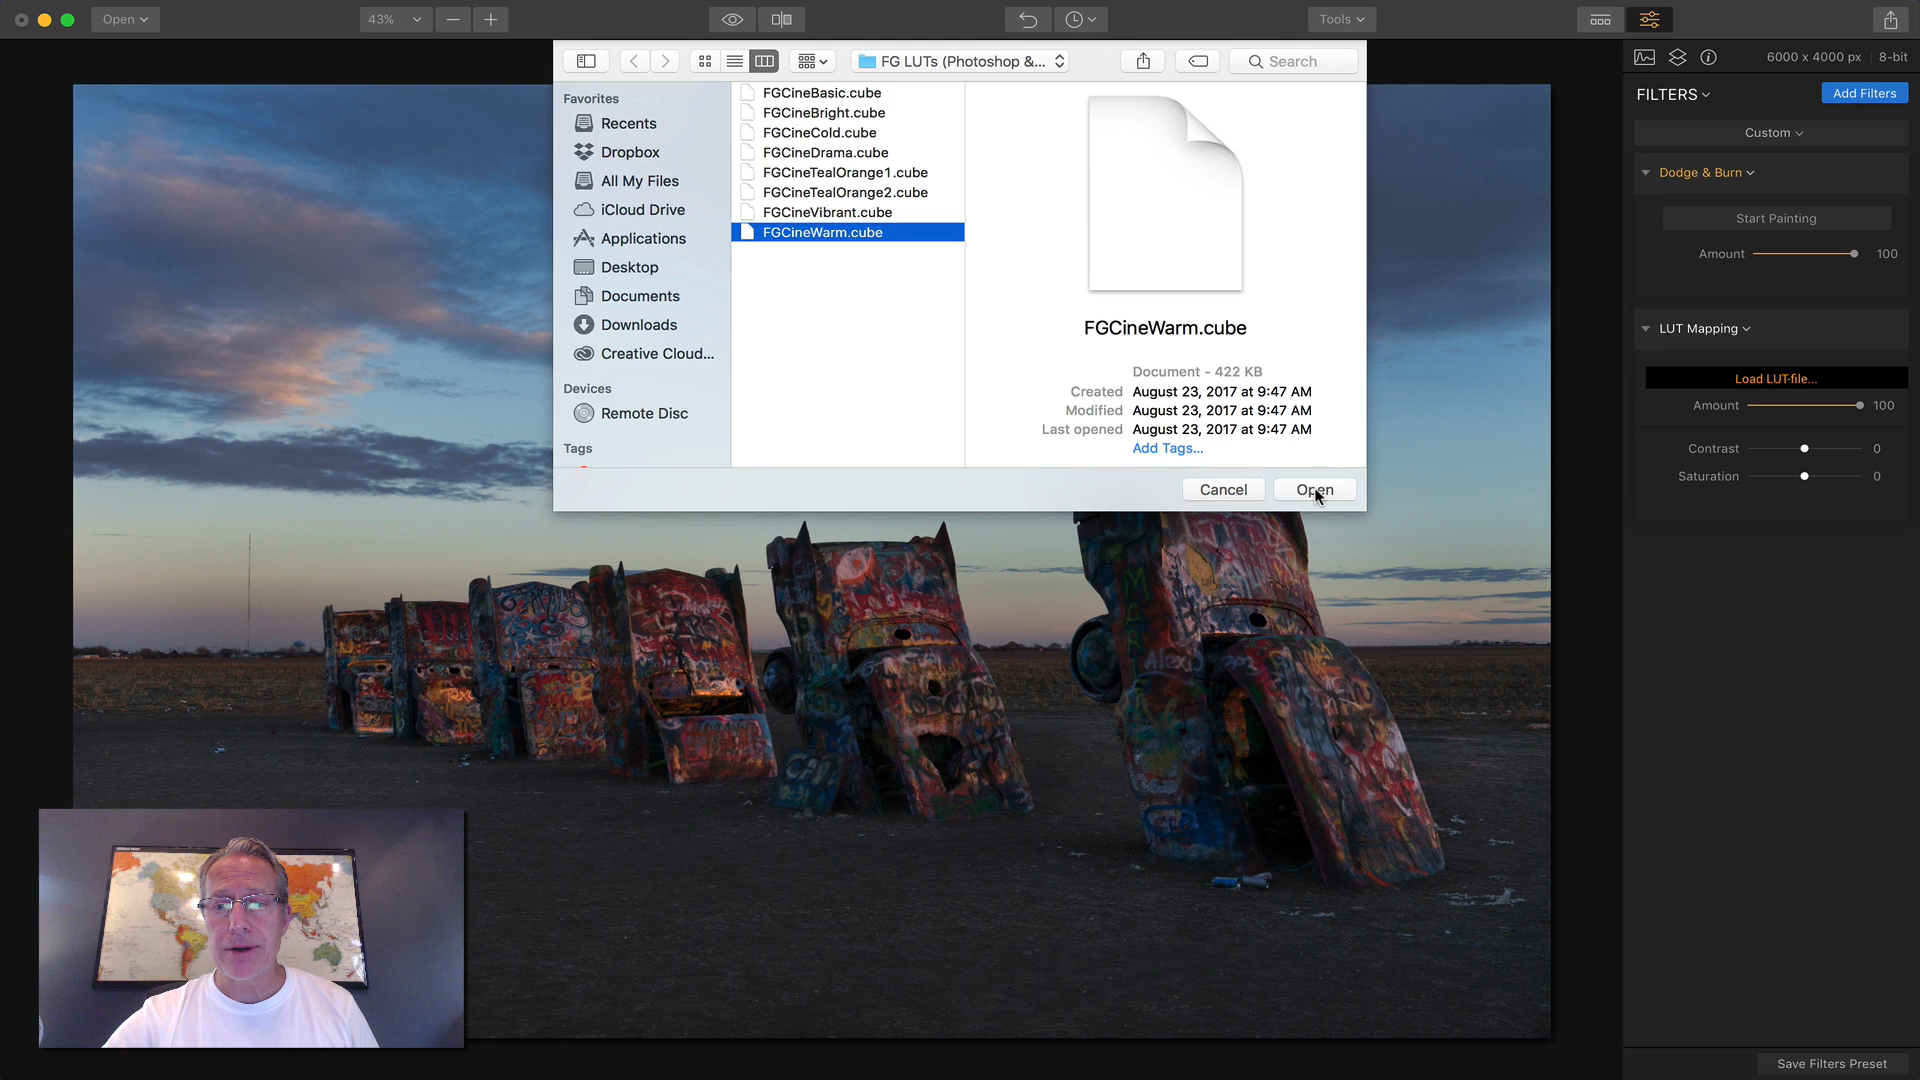 Open
43%
Tools
FG LUTs (Photoshop &...
Search
6000 x 4000 px
8-bit
Favorites
Recents
Dropbox
All My Files
iCloud Drive
Applications
Desktop
Documents
Downloads
Creative Cloud...
Devices
Remote Disc
Tags
FGCineBasic.cube
FGCineBright.cube
FGCineCold.cube
FGCineDrama.cube
FGCineTealOrange1.cube
FGCineTealOrange2.cube
FGCineVibrant.cube
FGCineWarm.cube
FGCineWarm.cube
Document - 422 KB
Created August 23, 2017 at 9:47 AM
Modified August 23, 2017 at 9:47 AM
Last opened August 23, 2017 at 9:47 AM
Add Tags...
Cancel
Open
FILTERS
Add Filters
Custom
Dodge & Burn
Start Painting
Amount 100
LUT Mapping
Load LUT-file...
Amount 100
Contrast 0
Saturation 0
Save Filters Preset